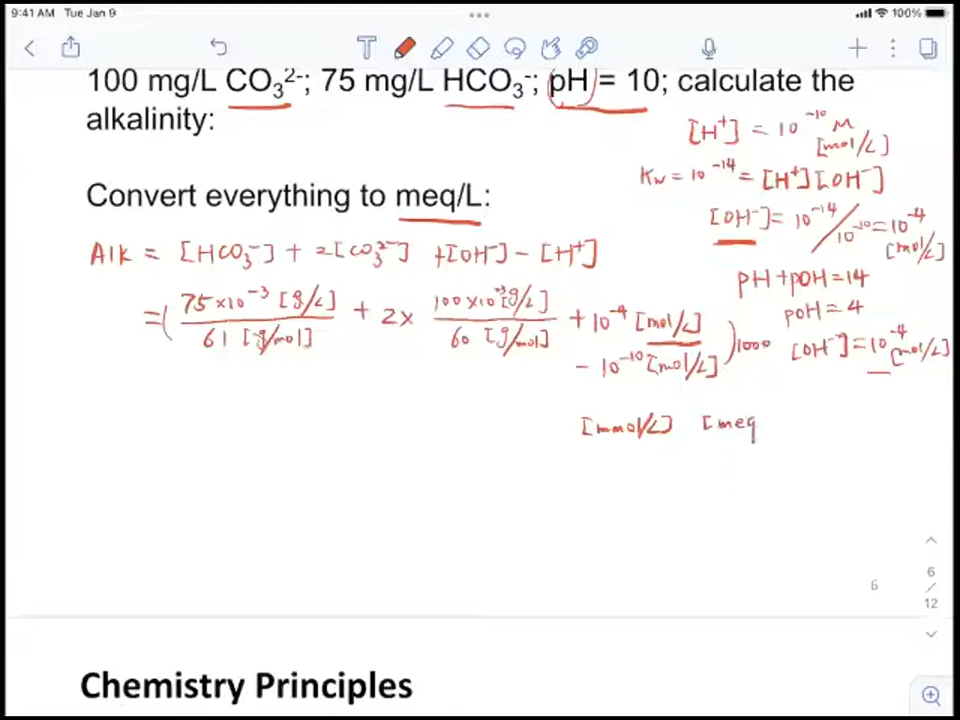 9:41 AM Tue Jan 9
100%
100 mg/L CO₃²⁻; 75 mg/L HCO₃⁻; pH = 10; calculate the
alkalinity:
[H⁺] = 10⁻¹⁰ M
[mol/L]
Kw = 10⁻¹⁴ = [H⁺][OH⁻]
Convert everything to meq/L:
[OH⁻] = 10⁻¹⁴/10⁻¹⁰ = 10⁻⁴
[mol/L]
Alk = [HCO₃⁻] + 2[CO₃²⁻] + [OH⁻] - [H⁺]
pH + pOH = 14
pOH = 4
[OH⁻] = 10⁻⁴
[mol/L]
= ( 75×10⁻³ [g/L] / 61 [g/mol] + 2× 100×10⁻³ [g/L] / 60 [g/mol] + 10⁻⁴ [mol/L]
- 10⁻¹⁰ [mol/L] ) 1000
[mmol/L] [meq
6
6
/
12
Chemistry Principles